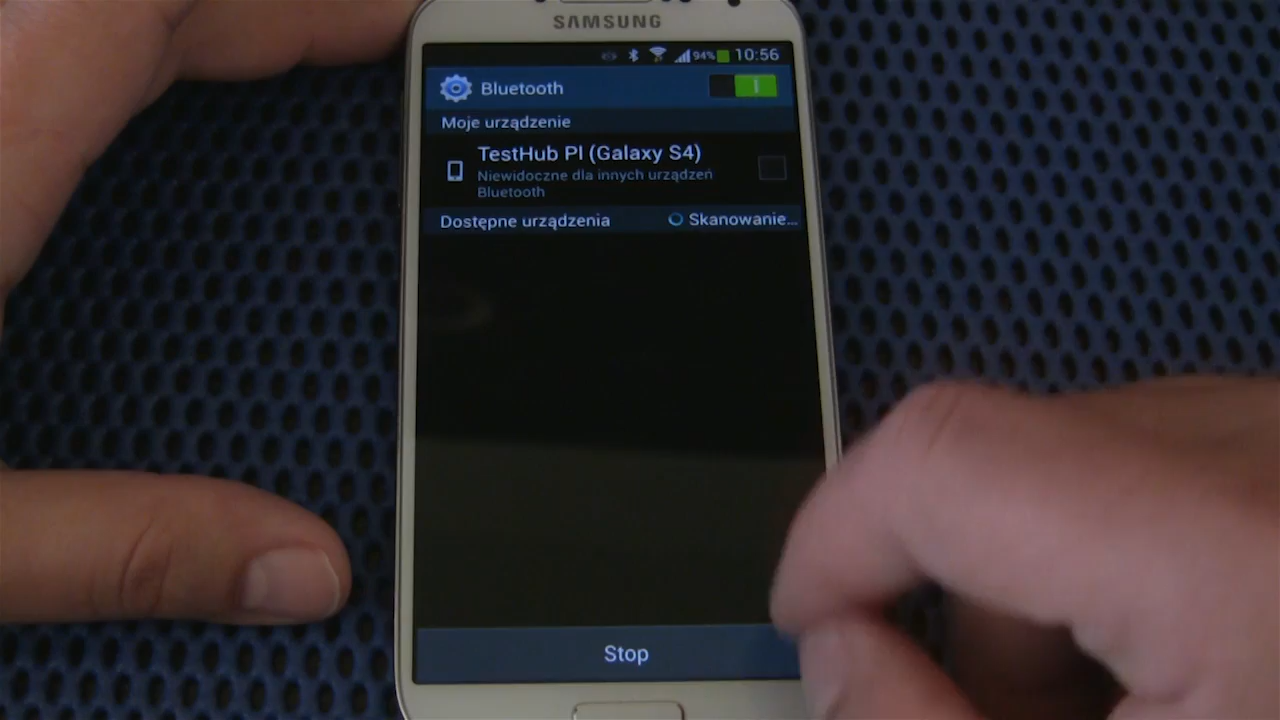 SAMSUNG
94% 10:56
Bluetooth
Moje urządzenie
TestHub Pl (Galaxy S4)
Niewidoczne dla innych urządzeń
Bluetooth
Dostępne urządzenia Skanowanie...
Stop